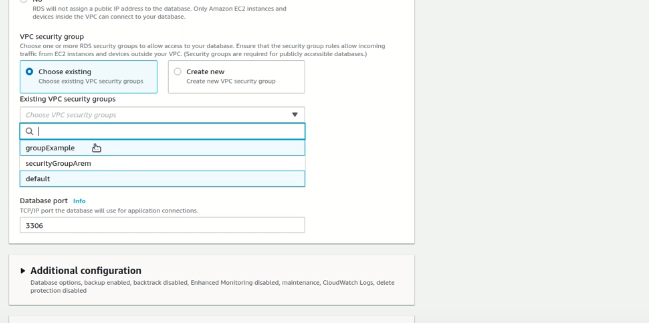 No
RDS will not assign a public IP address to the database. Only Amazon EC2 instances and
devices inside the VPC can connect to your database.
VPC security group
Choose one or more RDS security groups to allow access to your database. Ensure that the security group rules allow incoming
traffic from EC2 instances and devices outside your VPC. (Security groups are required for publicly accessible databases.)
Choose existing
Choose existing VPC security groups
Create new
Create new VPC security group
Existing VPC security groups
Choose VPC security groups
groupExample
securityGroupArem
default
Database port Info
TCP/IP port the database will use for application connections.
3306
Additional configuration
Database options, backup enabled, backtrack disabled, Enhanced Monitoring disabled, maintenance, CloudWatch Logs, delete
protection disabled